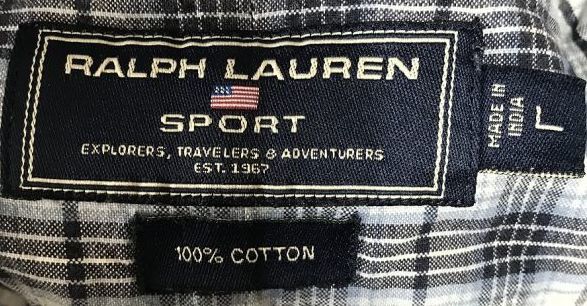 RALPH LAUREN
SPORT
EXPLORERS, TRAVELERS & ADVENTURERS
EST. 1967
MADE IN
INDIA
L
100% COTTON